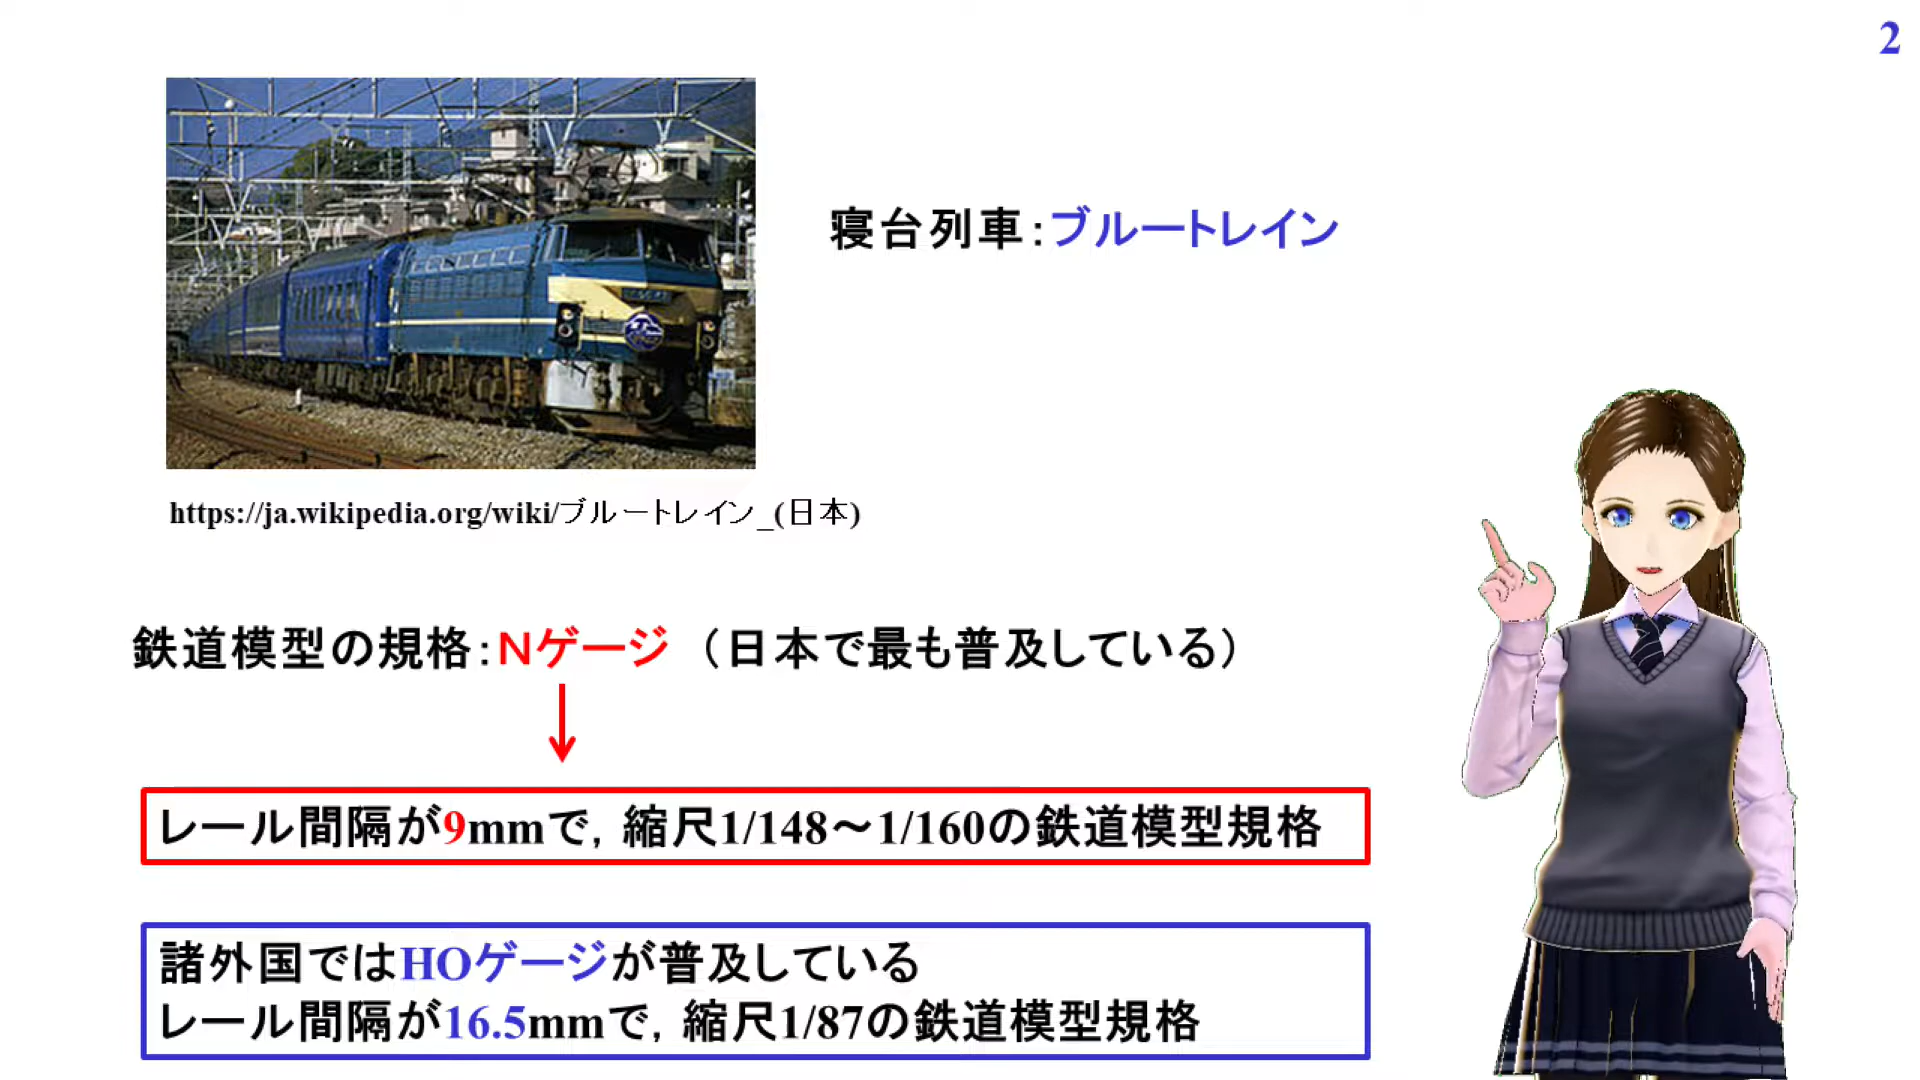 2
寝台列車:ブルートレイン
https://ja.wikipedia.org/wiki/ブルートレイン_(日本)
鉄道模型の規格:Nゲージ （日本で最も普及している）
レール間隔が9mmで，縮尺1/148～1/160の鉄道模型規格
諸外国ではHOゲージが普及している
レール間隔が16.5mmで，縮尺1/87の鉄道模型規格